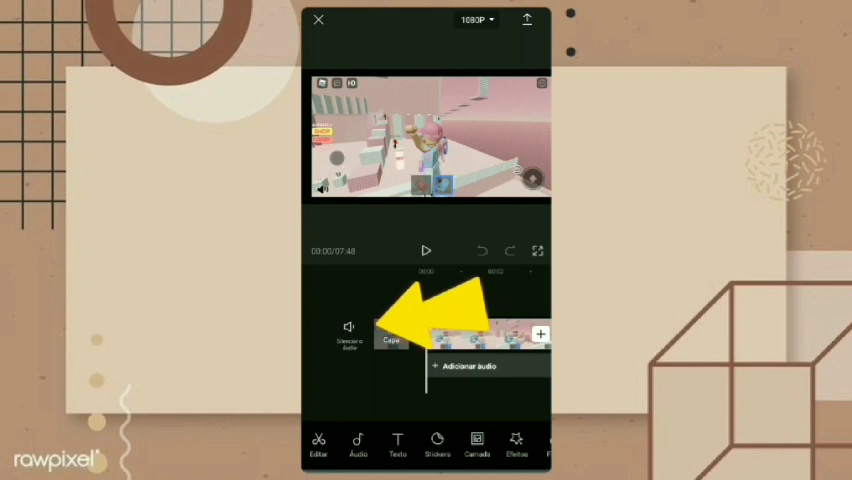 1080P
SHOP
00:00/07:48
00:00
00:02
Silenciar o
áudio
Capa
+ Adicionar áudio
Editar
Áudio
Texto
Stickers
Camada
Efeitos
F
rawpixel